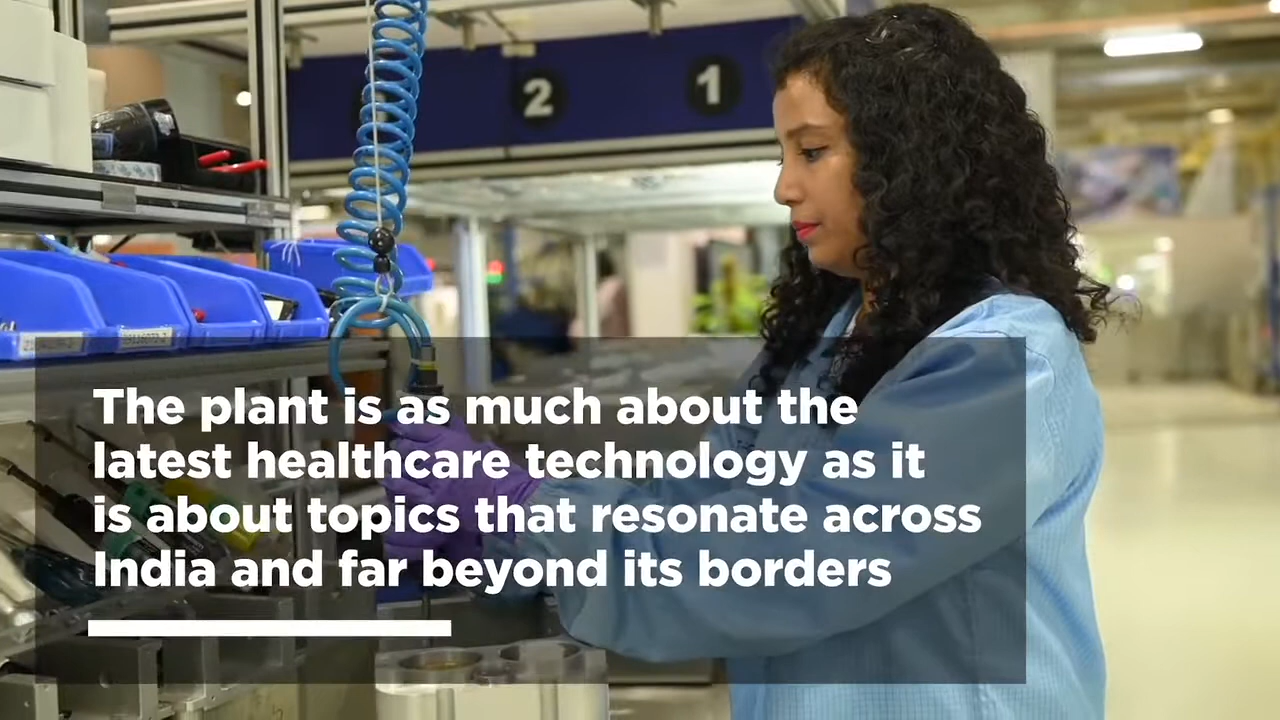 2
1
The plant is as much about the
latest healthcare technology as it
is about topics that resonate across
India and far beyond its borders